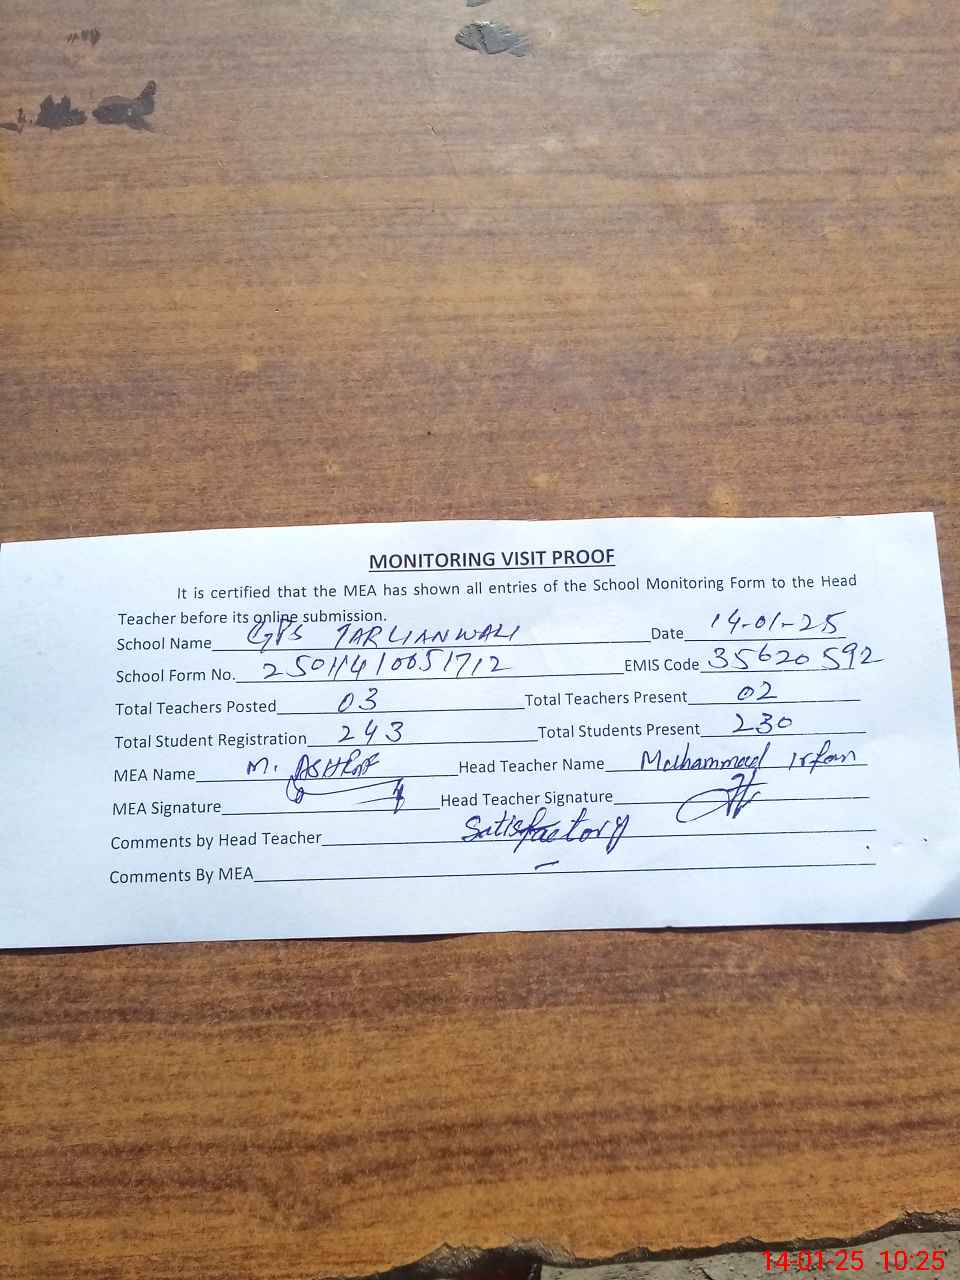 MONITORING VISIT PROOF
It is certified that the MEA has shown all entries of the School Monitoring Form to the Head
Teacher before its online submission.
School Name GPS TARLIANWALI Date 14-01-25
School Form No. 25011410051712 EMIS Code 35620592
Total Teachers Posted 03 Total Teachers Present 02
Total Student Registration 243 Total Students Present 230
MEA Name M. ASHRAF Head Teacher Name Muhammad Irfan
MEA Signature Head Teacher Signature
Comments by Head Teacher Satisfactory
Comments By MEA —
14-01-25 10:25